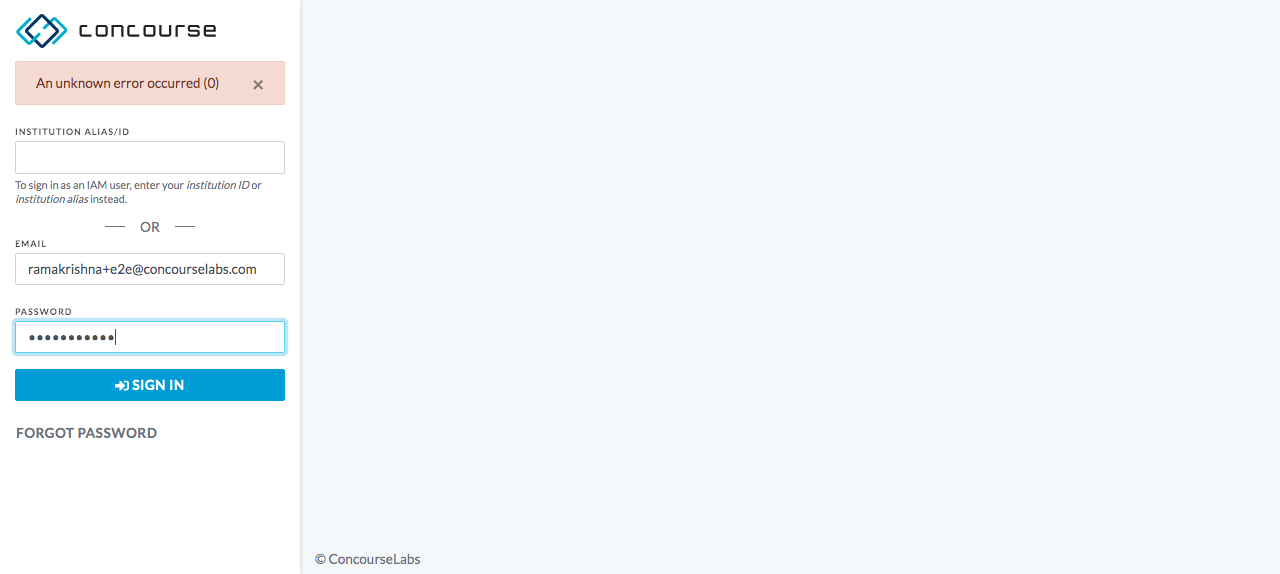 concourse
An unknown error occurred (0) ×
INSTITUTION ALIAS/ID
To sign in as an IAM user, enter your institution ID or
institution alias instead.
OR
EMAIL
ramakrishna+e2e@concourselabs.com
PASSWORD
•••••••••••
SIGN IN
FORGOT PASSWORD
© ConcourseLabs